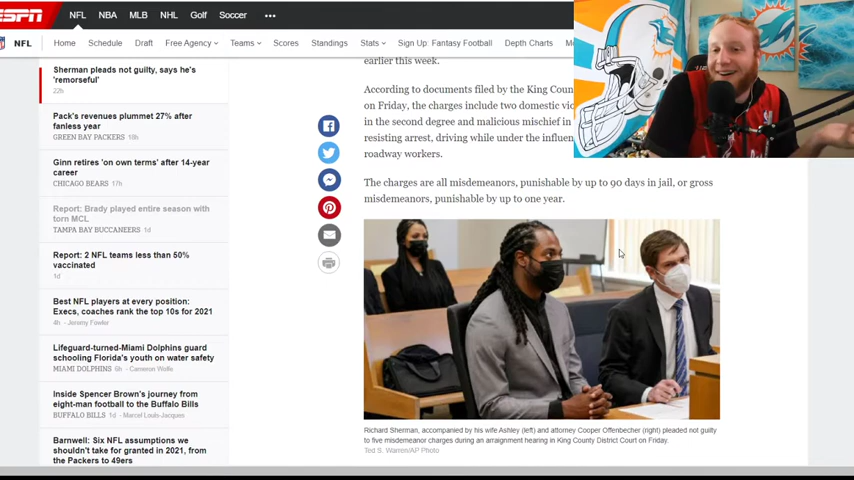 ESPN
NFL NBA MLB NHL Golf Soccer •••
NFL Home Schedule Draft Free Agency Teams Scores Standings Stats Sign Up Fantasy Football Depth Charts
Sherman pleads not guilty, says he's
'remorseful'
22h
Pack's revenues plummet 27% after
fanless year
GREEN BAY PACKERS 18h
Ginn retires 'on own terms' after 14-year
career
CHICAGO BEARS 17h
Report: Brady played entire season with
torn MCL
TAMPA BAY BUCCANEERS 1d
Report: 2 NFL teams less than 50%
vaccinated
1d
Best NFL players at every position:
Execs, coaches rank the top 10s for 2021
4h - Jeremy Fowler
Lifeguard-turned-Miami Dolphins guard
schooling Florida's youth on water safety
MIAMI DOLPHINS 6h - Cameron Wolfe
Inside Spencer Brown's journey from
eight-man football to the Buffalo Bills
BUFFALO BILLS 1d - Marcel Louis-Jacques
Barnwell: Six NFL assumptions we
shouldn't take for granted in 2021, from
the Packers to 49ers
earlier this week.
According to documents filed by the King Coun
on Friday, the charges include two domestic vio
in the second degree and malicious mischief in
resisting arrest, driving while under the influen
roadway workers.
The charges are all misdemeanors, punishable by up to 90 days in jail, or gross
misdemeanors, punishable by up to one year.
Richard Sherman, accompanied by his wife Ashley (left) and attorney Cooper Offenbecher (right) pleaded not guilty
to five misdemeanor charges during an arraignment hearing in King County District Court on Friday.
Ted S. Warren/AP Photo